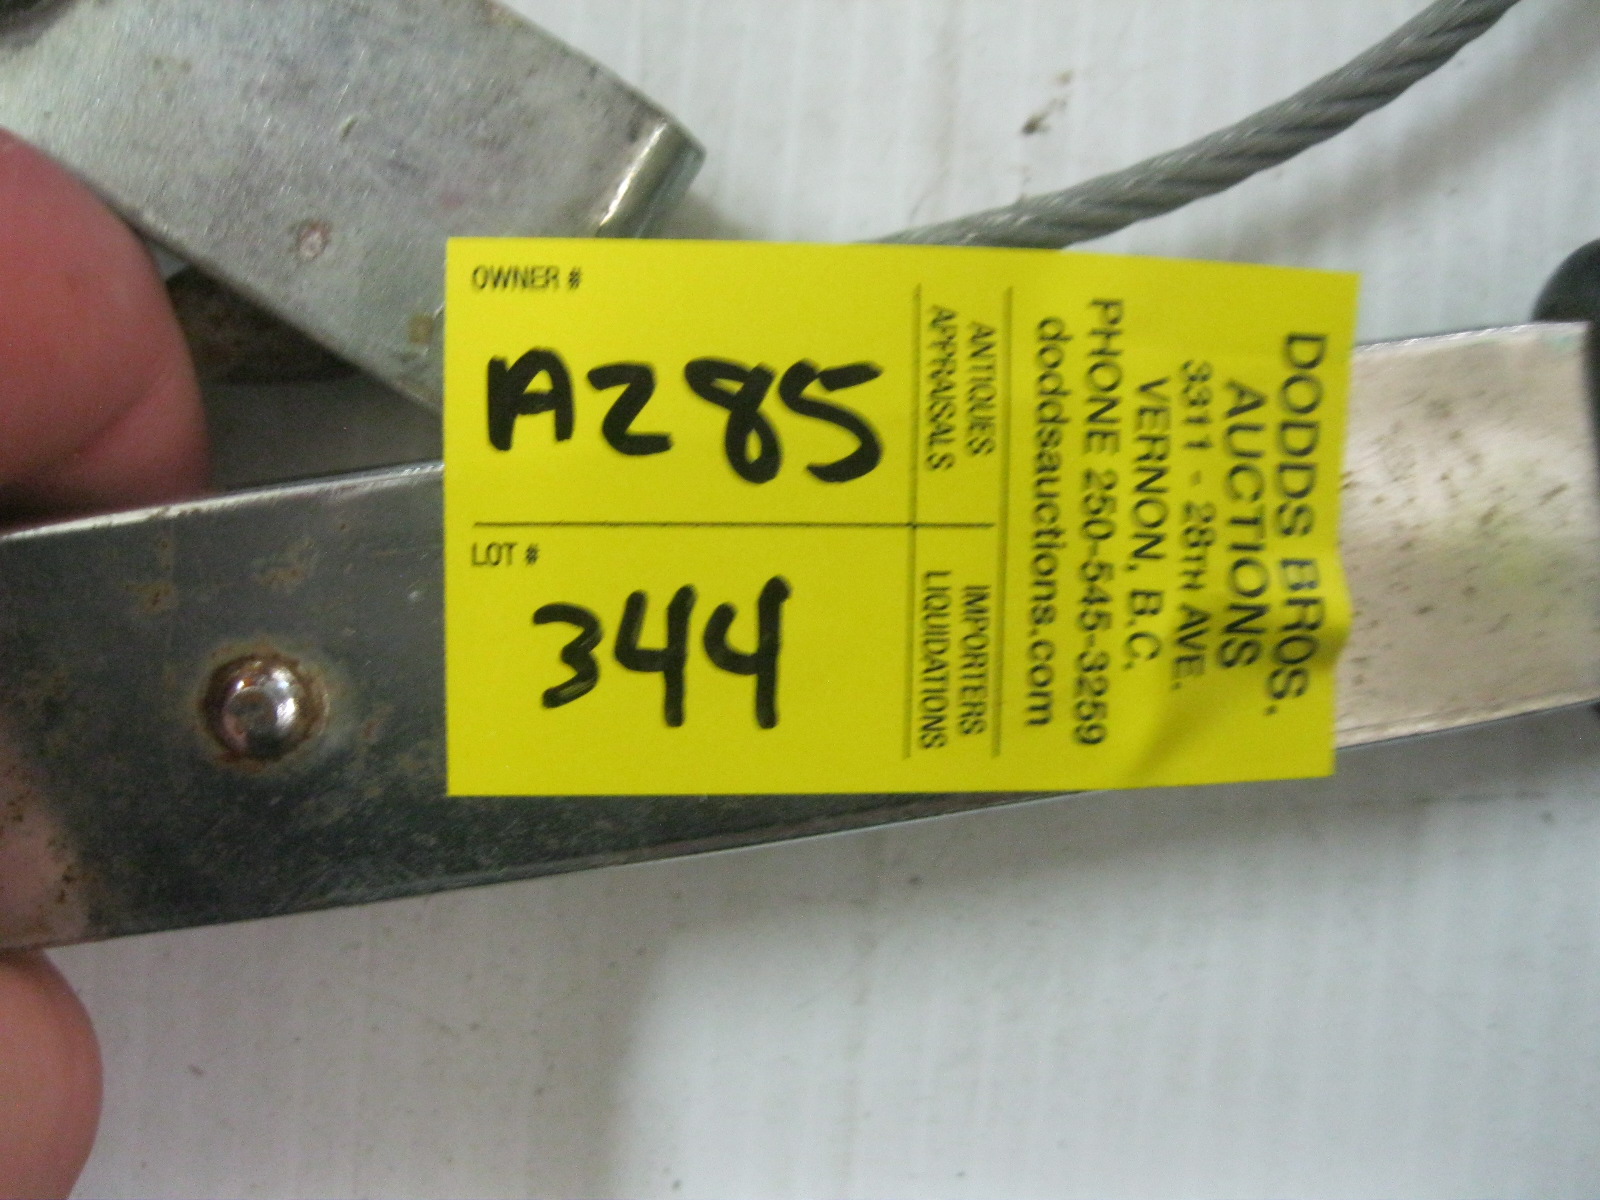 OWNER #
A285
LOT #
344
ANTIQUES
APPRAISALS
IMPORTERS
LIQUIDATIONS
DODDS BROS.
AUCTIONS
3311 - 28TH AVE.
VERNON, B.C.
PHONE 250-545-3259
doddsauctions.com